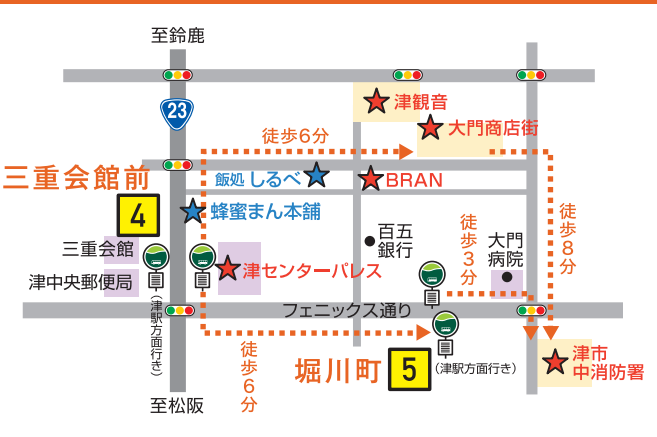 至鈴鹿
23
津観音
大門商店街
徒歩6分
三重会館前
4
飯処 しるべ
BRAN
蜂蜜まん本舗
三重会館
津中央郵便局
(津駅方面行き)
津センターパレス
百五
銀行
徒歩3分
大門
病院
徒歩8分
フェニックス通り
徒歩6分
堀川町
5
(津駅方面行き)
津市
中消防署
至松阪